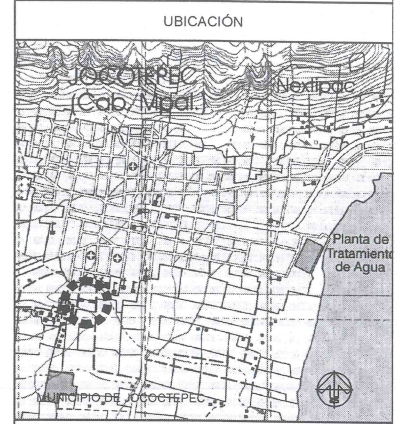 UBICACIÓN
JOCOTEPEC
(Cab. Mpal.)
Nextipac
Planta de
Tratamiento
de Agua
MUNICIPIO DE JOCOTEPEC